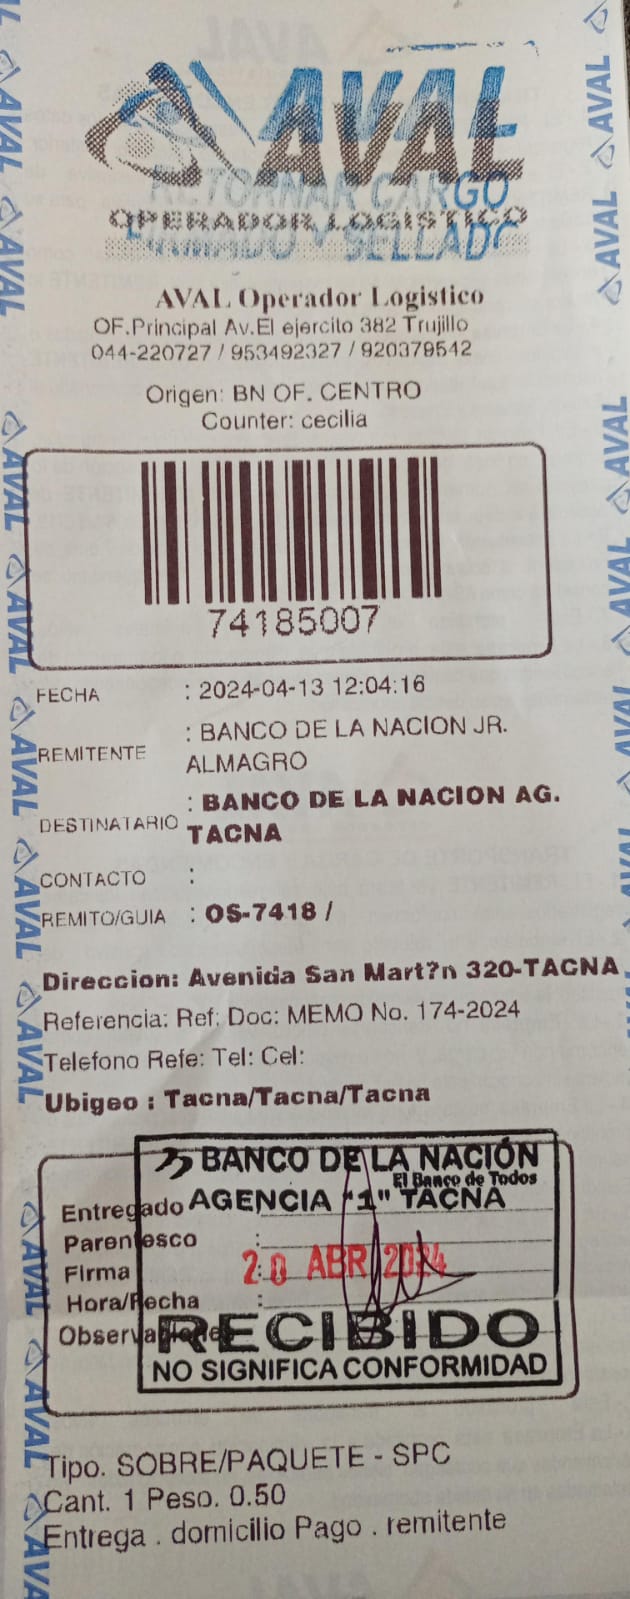 AVAL
RETORNAR CARGO
OPERADOR LOGISTICO
FIRMADO Y SELLADO
AVAL Operador Logistico
OF.Principal Av.El ejercito 382 Trujillo
044-220727 / 953492327 / 920379542
Origen: BN OF. CENTRO
Counter: cecilia
74185007
FECHA : 2024-04-13 12:04:16
REMITENTE : BANCO DE LA NACION JR. ALMAGRO
DESTINATARIO : BANCO DE LA NACION AG. TACNA
CONTACTO :
REMITO/GUIA : OS-7418 /
Direccion: Avenida San Mart?n 320-TACNA
Referencia: Ref: Doc: MEMO No. 174-2024
Telefono Refe: Tel: Cel:
Ubigeo : Tacna/Tacna/Tacna
BANCO DE LA NACIÓN
El Banco de Todos
AGENCIA "1" TACNA
Entregado
Parentesco :
20 ABR 2024
Firma :
Hora/Fecha :
Observaciones
RECIBIDO
NO SIGNIFICA CONFORMIDAD
Tipo. SOBRE/PAQUETE - SPC
Cant. 1 Peso. 0.50
Entrega . domicilio Pago . remitente